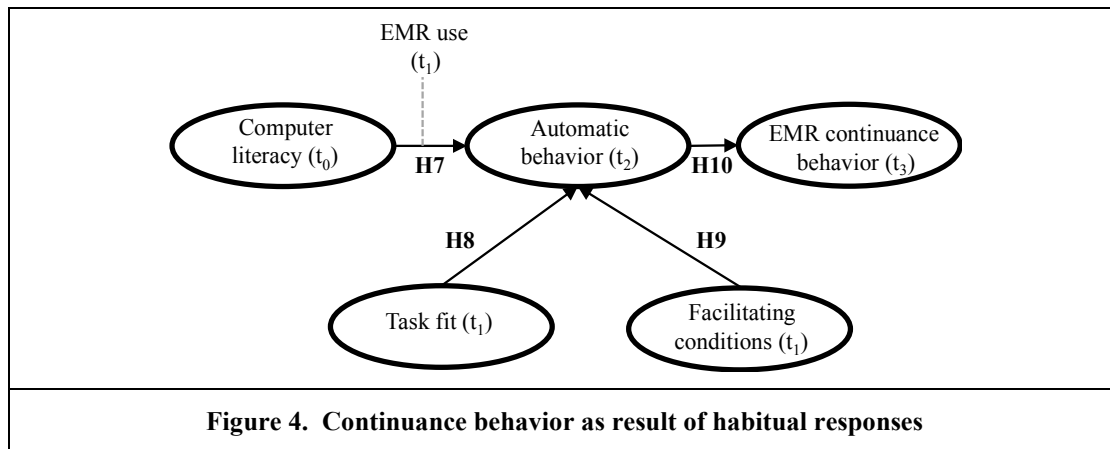 EMR use
(t₁)
Computer
literacy (t₀)
H7
Automatic
behavior (t₂)
H10
EMR continuance
behavior (t₃)
H8
H9
Task fit (t₁)
Facilitating
conditions (t₁)
Figure 4. Continuance behavior as result of habitual responses